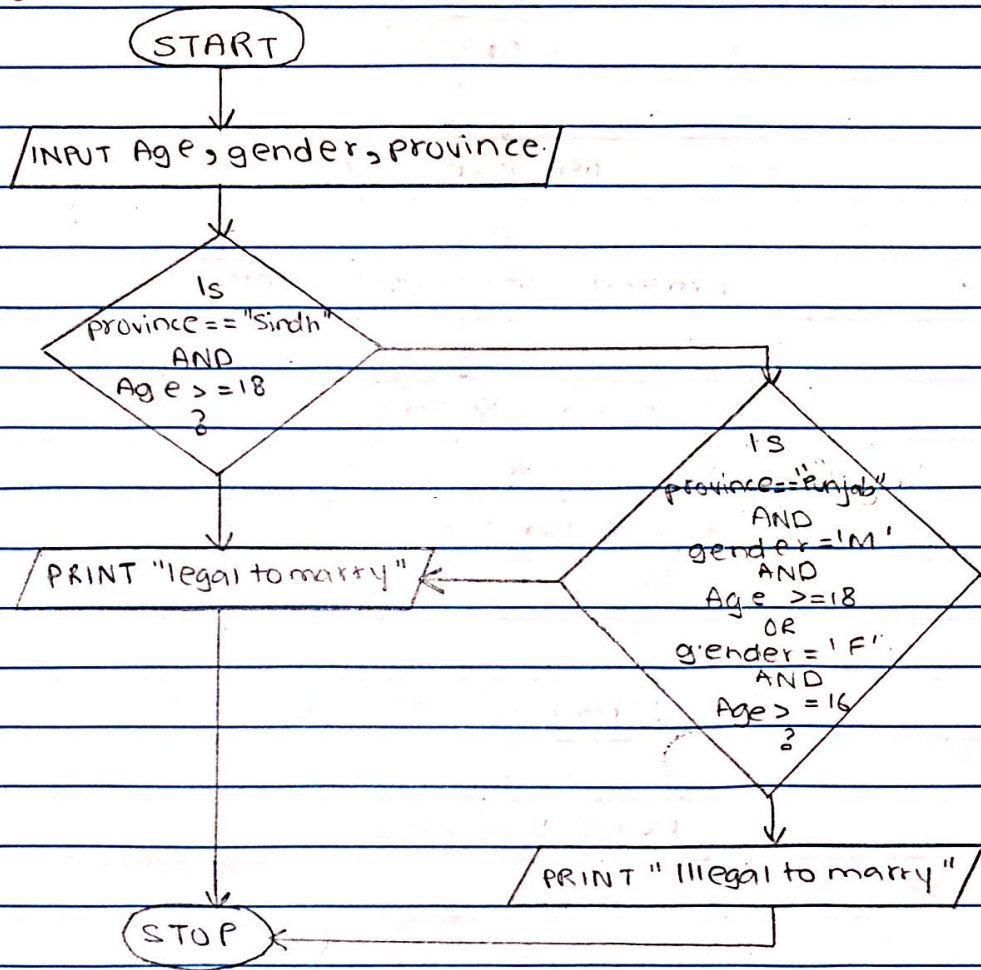 START
INPUT Age, gender, province.
Is
province == "Sindh"
AND
Age >= 18
?
IS
province == "Punjab"
AND
gender = 'M'
AND
Age >= 18
OR
gender = 'F'
AND
Age >= 16
?
PRINT "legal to marry"
PRINT "Illegal to marry"
STOP